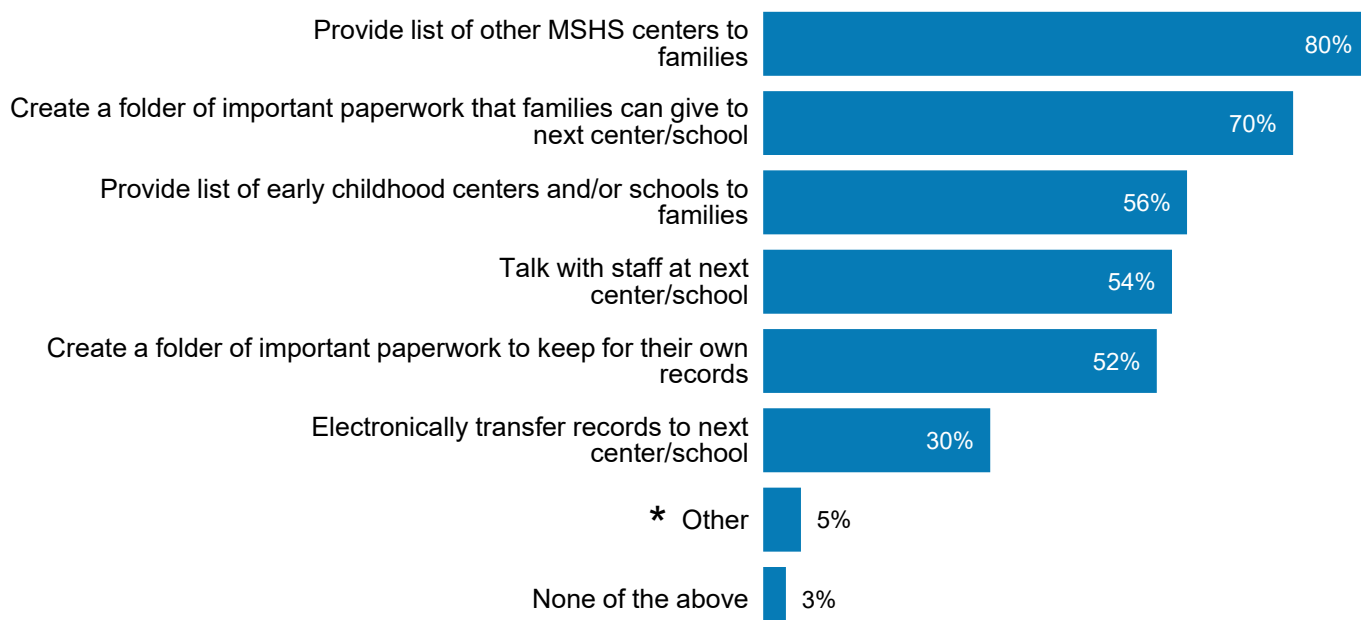 Provide list of other MSHS centers to
families
80%
Create a folder of important paperwork that families can give to
next center/school
70%
Provide list of early childhood centers and/or schools to
families
56%
Talk with staff at next
center/school
54%
Create a folder of important paperwork to keep for their own
records
52%
Electronically transfer records to next
center/school
30%
* Other
5%
None of the above
3%